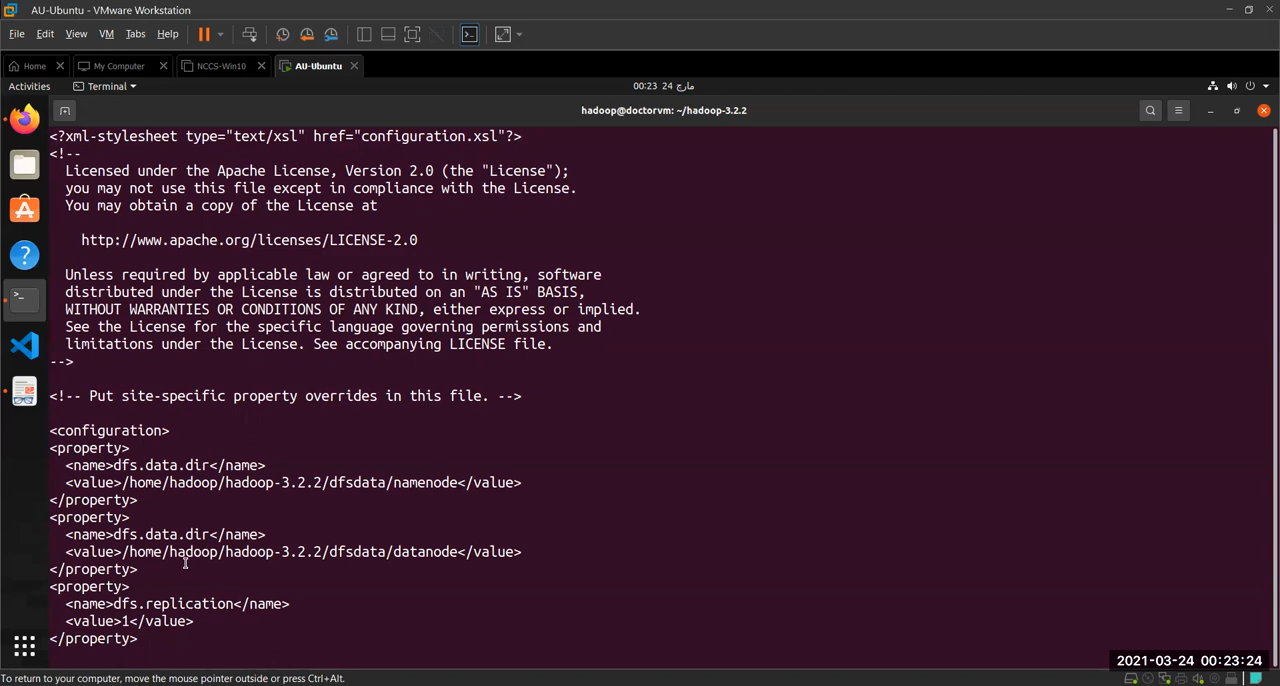 AU-Ubuntu - VMware Workstation
File Edit View VM Tabs Help
Home My Computer NCCS-Win10 AU-Ubuntu
Activities Terminal 00:23 24 مارچ
hadoop@doctorvm: ~/hadoop-3.2.2
<?xml-stylesheet type="text/xsl" href="configuration.xsl"?>
<!--
  Licensed under the Apache License, Version 2.0 (the "License");
  you may not use this file except in compliance with the License.
  You may obtain a copy of the License at
    http://www.apache.org/licenses/LICENSE-2.0
  Unless required by applicable law or agreed to in writing, software
  distributed under the License is distributed on an "AS IS" BASIS,
  WITHOUT WARRANTIES OR CONDITIONS OF ANY KIND, either express or implied.
  See the License for the specific language governing permissions and
  limitations under the License. See accompanying LICENSE file.
-->
<!-- Put site-specific property overrides in this file. -->
<configuration>
<property>
  <name>dfs.data.dir</name>
  <value>/home/hadoop/hadoop-3.2.2/dfsdata/namenode</value>
</property>
<property>
  <name>dfs.data.dir</name>
  <value>/home/hadoop/hadoop-3.2.2/dfsdata/datanode</value>
</property>
<property>
  <name>dfs.replication</name>
  <value>1</value>
</property>
2021-03-24 00:23:24
To return to your computer, move the mouse pointer outside or press Ctrl+Alt.